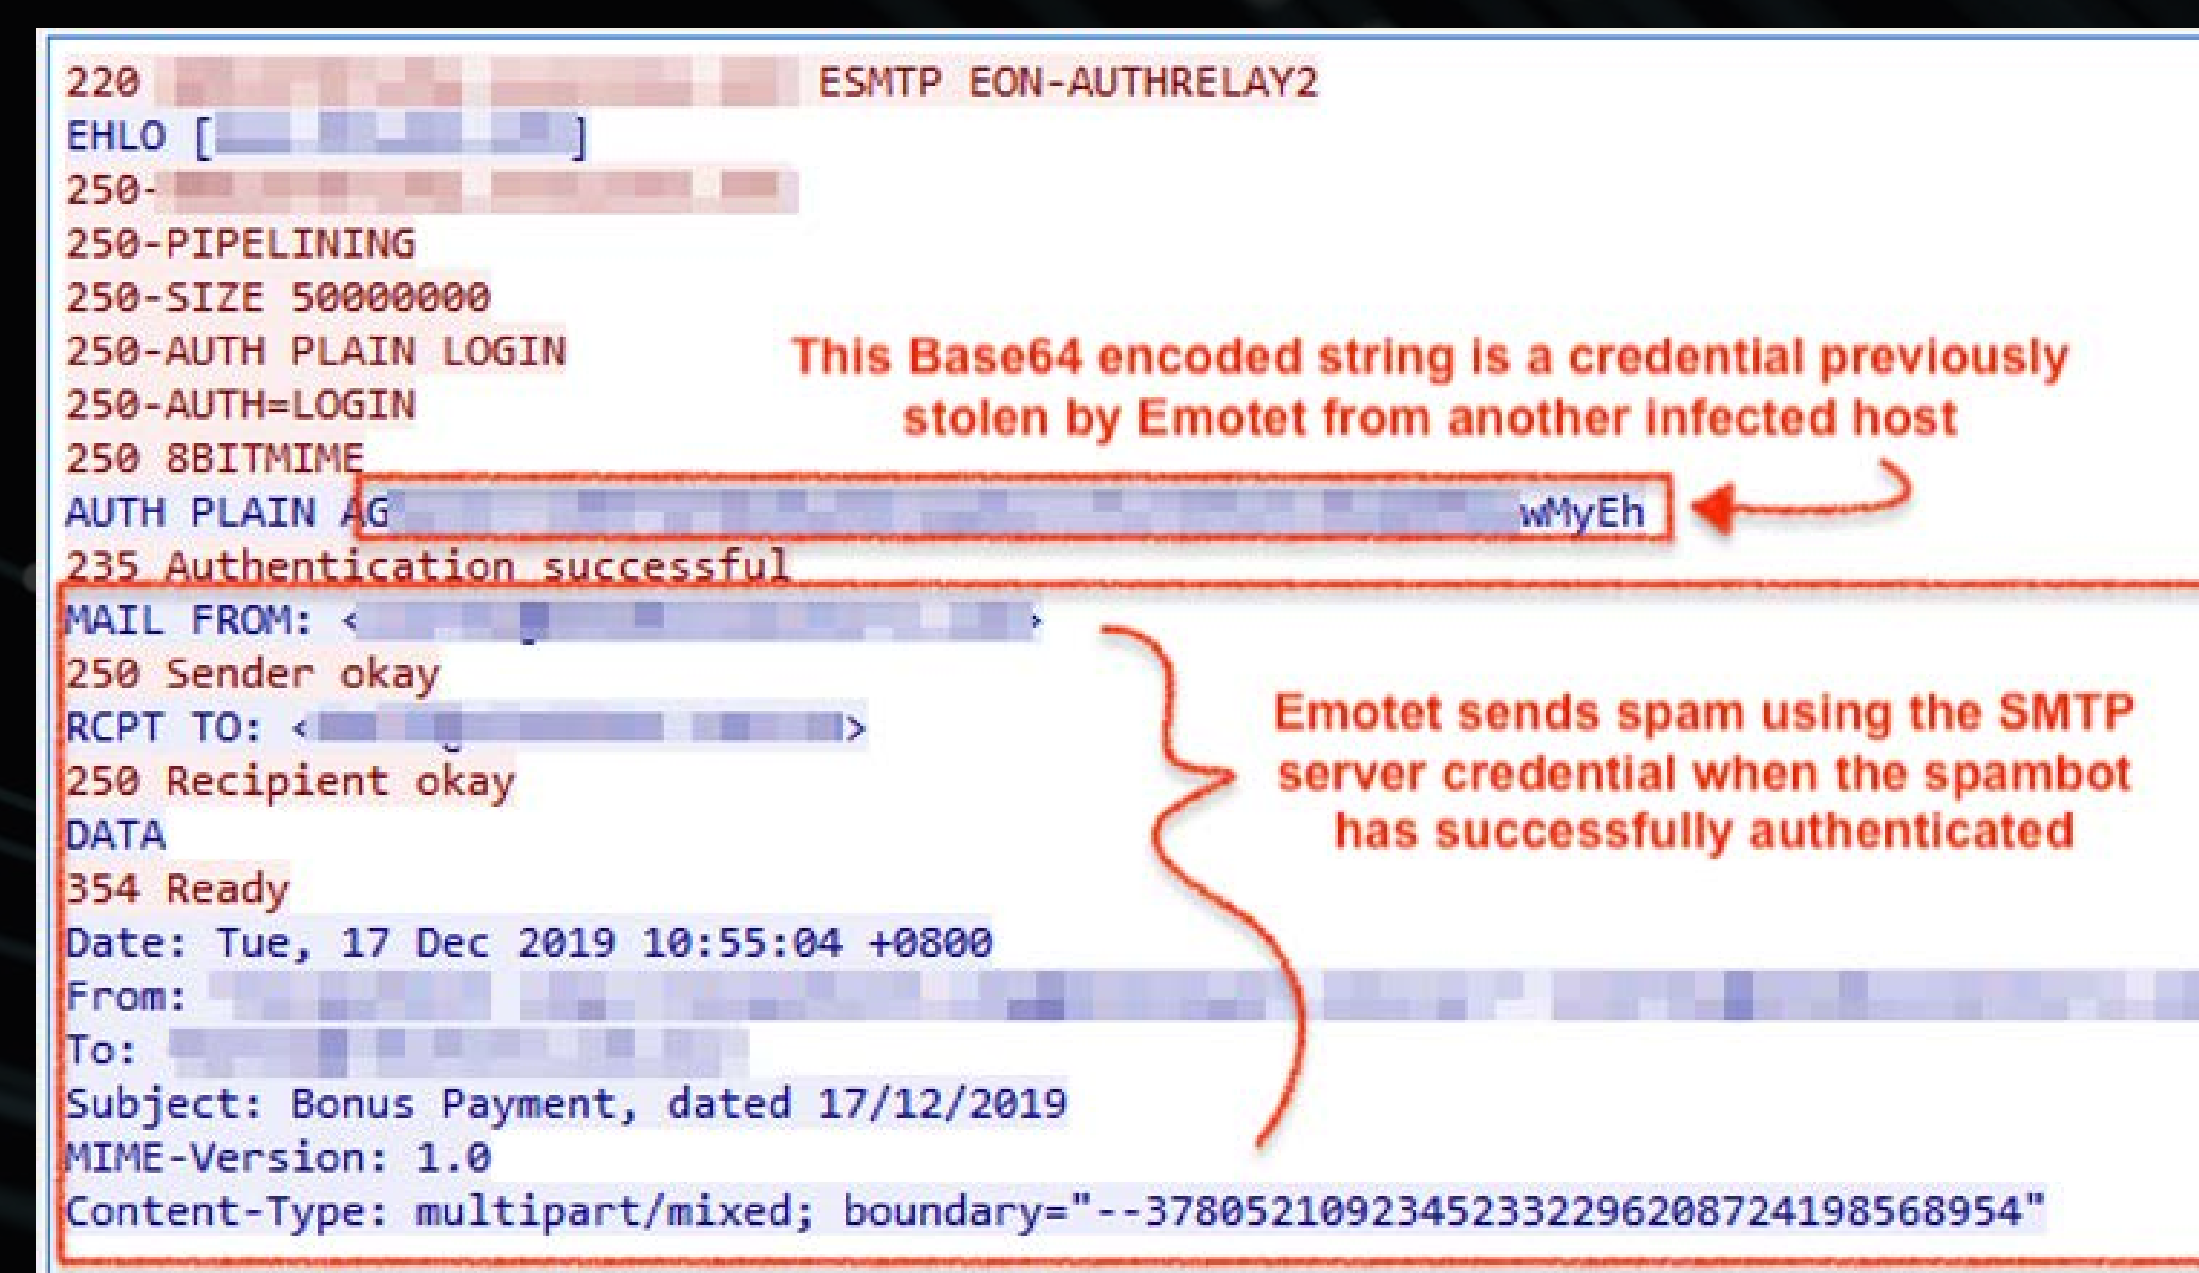 220 ESMTP EON-AUTHRELAY2
EHLO [ ]
250-
250-PIPELINING
250-SIZE 50000000
250-AUTH PLAIN LOGIN
250-AUTH=LOGIN
250 8BITMIME
This Base64 encoded string is a credential previously
stolen by Emotet from another infected host
AUTH PLAIN AG wMyEh
235 Authentication successful
MAIL FROM: < >
250 Sender okay
RCPT TO: < >
250 Recipient okay
DATA
354 Ready
Emotet sends spam using the SMTP
server credential when the spambot
has successfully authenticated
Date: Tue, 17 Dec 2019 10:55:04 +0800
From:
To:
Subject: Bonus Payment, dated 17/12/2019
MIME-Version: 1.0
Content-Type: multipart/mixed; boundary="--37805210923452332296208724198568954"